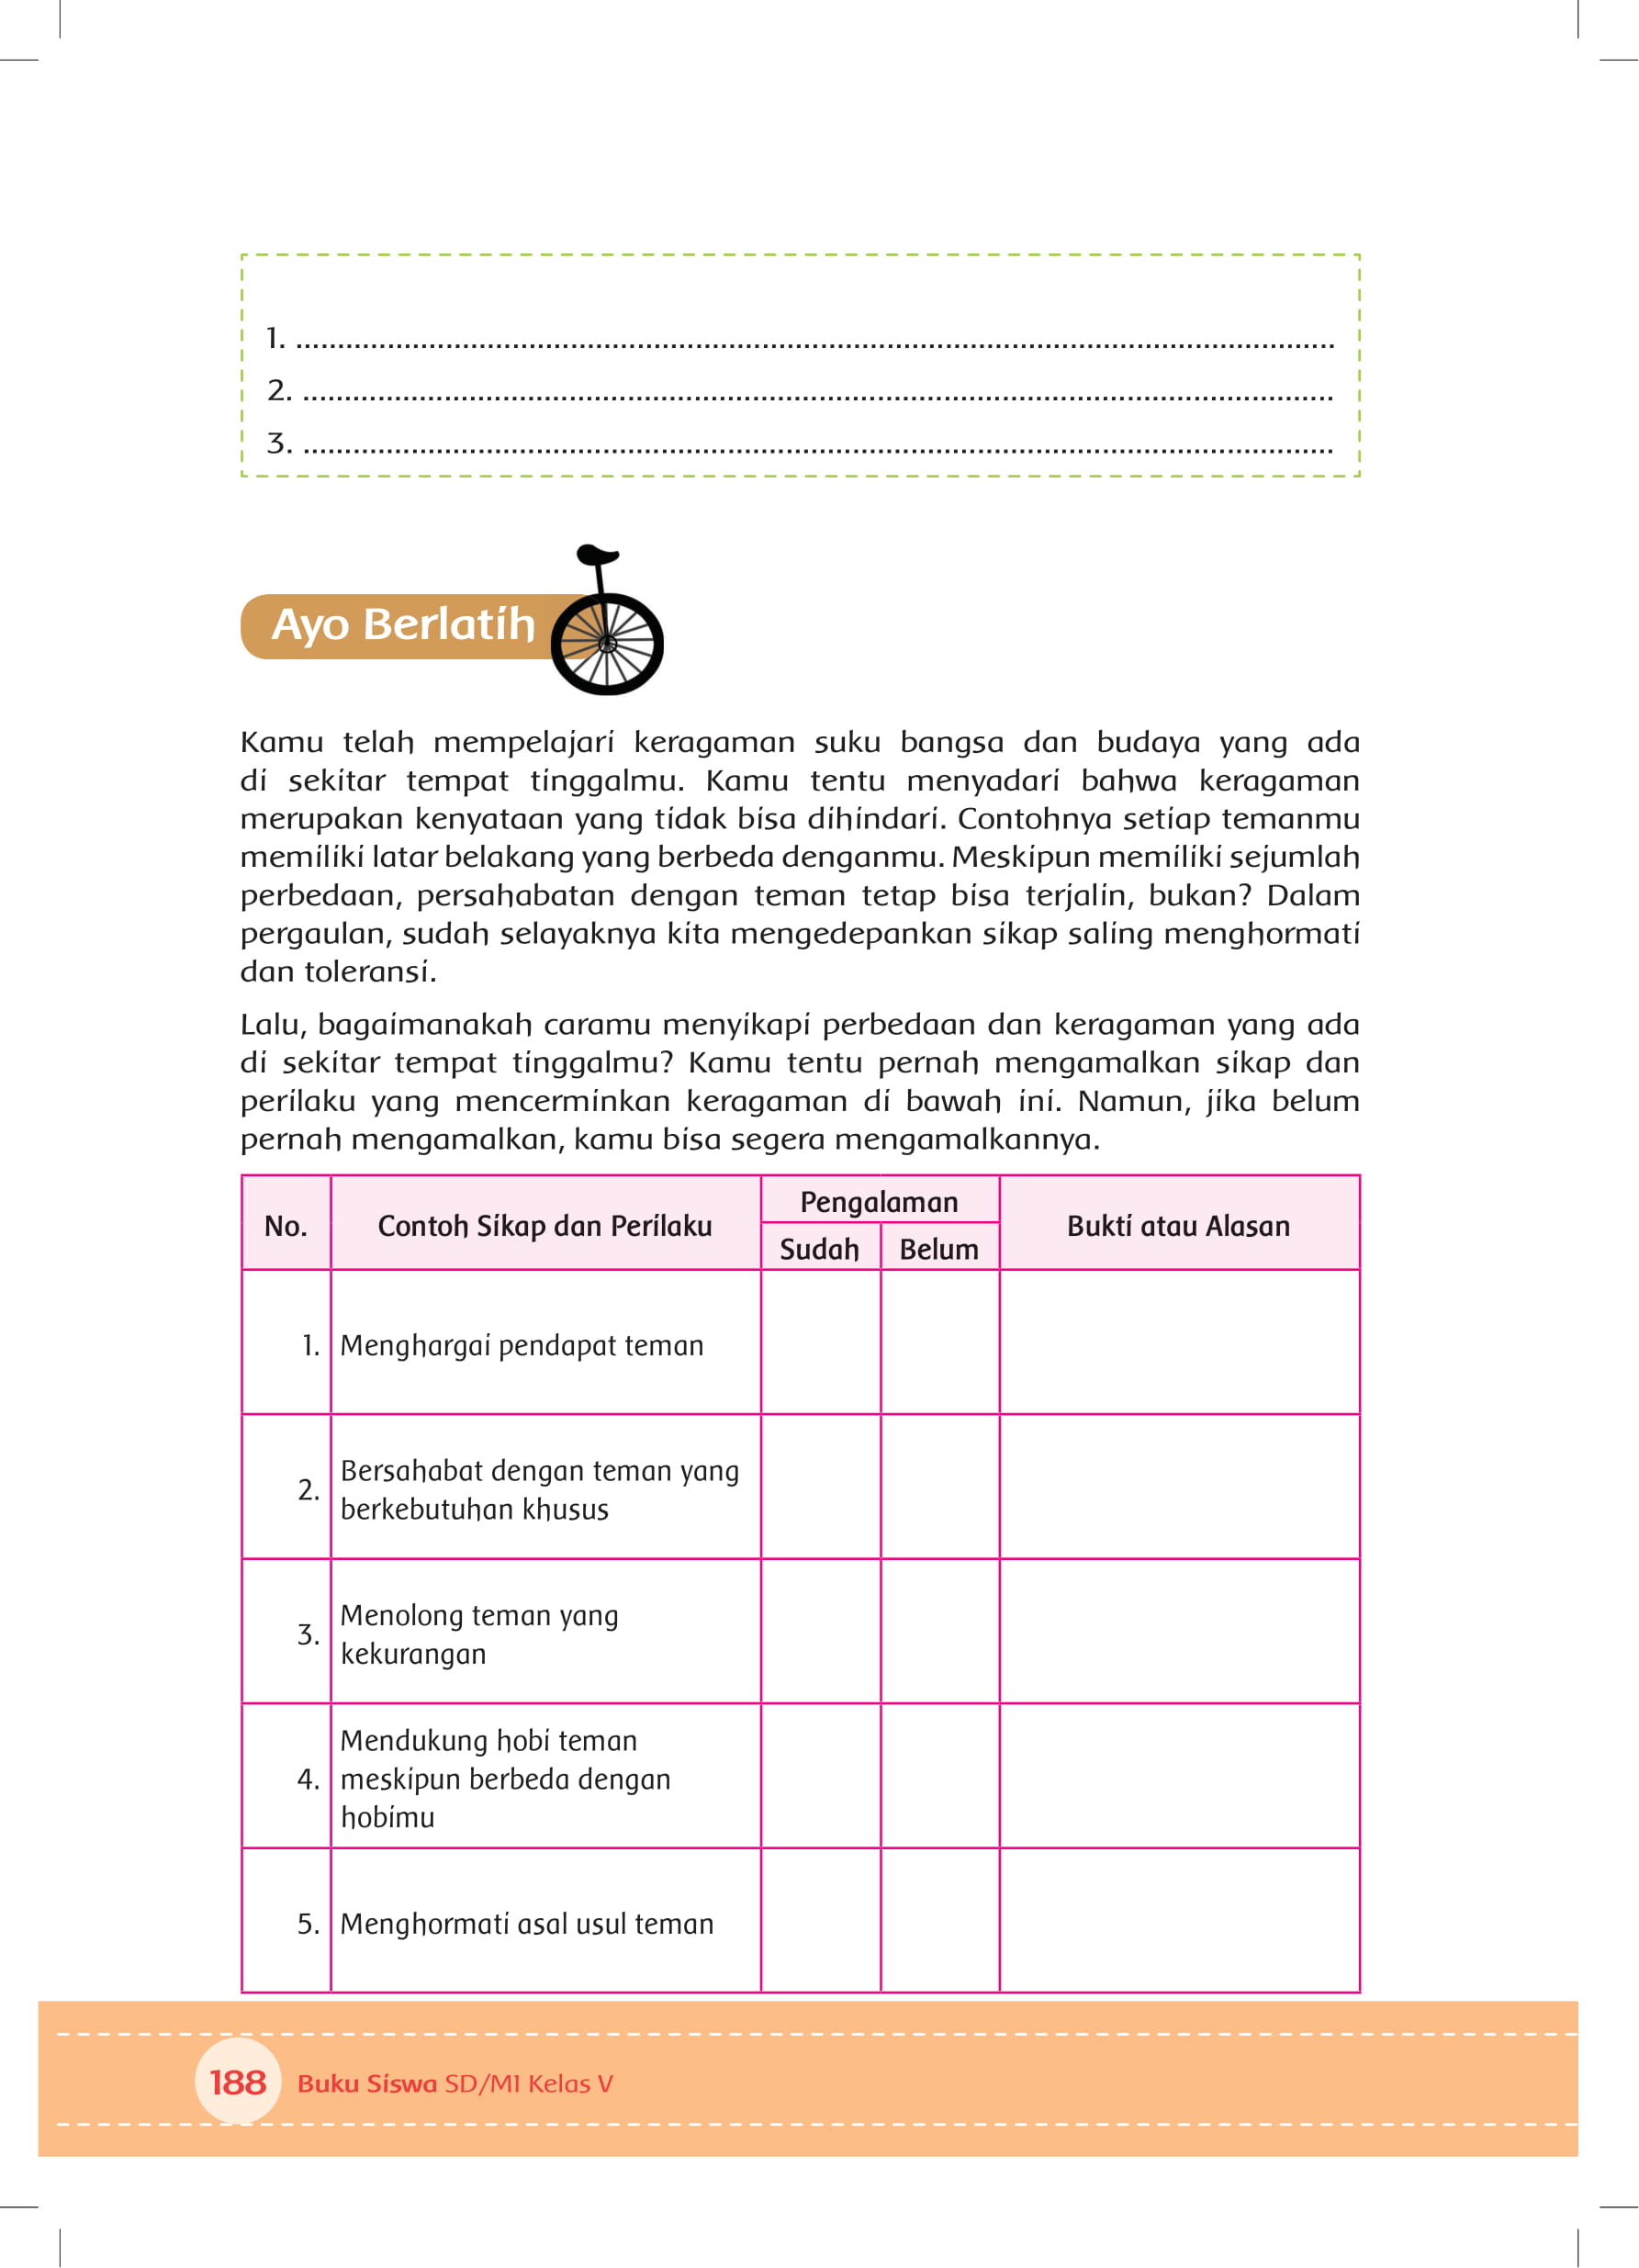 1. ............................................................................................................................
2. ...........................................................................................................................
3. ...........................................................................................................................
Ayo Berlatih
Kamu telah mempelajari keragaman suku bangsa dan budaya yang ada
di sekitar tempat tinggalmu. Kamu tentu menyadari bahwa keragaman
merupakan kenyataan yang tidak bisa dihindari. Contohnya setiap temanmu
memiliki latar belakang yang berbeda denganmu. Meskipun memiliki sejumlah
perbedaan, persahabatan dengan teman tetap bisa terjalin, bukan? Dalam
pergaulan, sudah selayaknya kita mengedepankan sikap saling menghormati
dan toleransi.
Lalu, bagaimanakah caramu menyikapi perbedaan dan keragaman yang ada
di sekitar tempat tinggalmu? Kamu tentu pernah mengamalkan sikap dan
perilaku yang mencerminkan keragaman di bawah ini. Namun, jika belum
pernah mengamalkan, kamu bisa segera mengamalkannya.
No. Contoh Sikap dan Perilaku Pengalaman Bukti atau Alasan
Sudah Belum
1. Menghargai pendapat teman
2. Bersahabat dengan teman yang
berkebutuhan khusus
3. Menolong teman yang
kekurangan
4. Mendukung hobi teman
meskipun berbeda dengan
hobimu
5. Menghormati asal usul teman
188 Buku Siswa SD/MI Kelas V